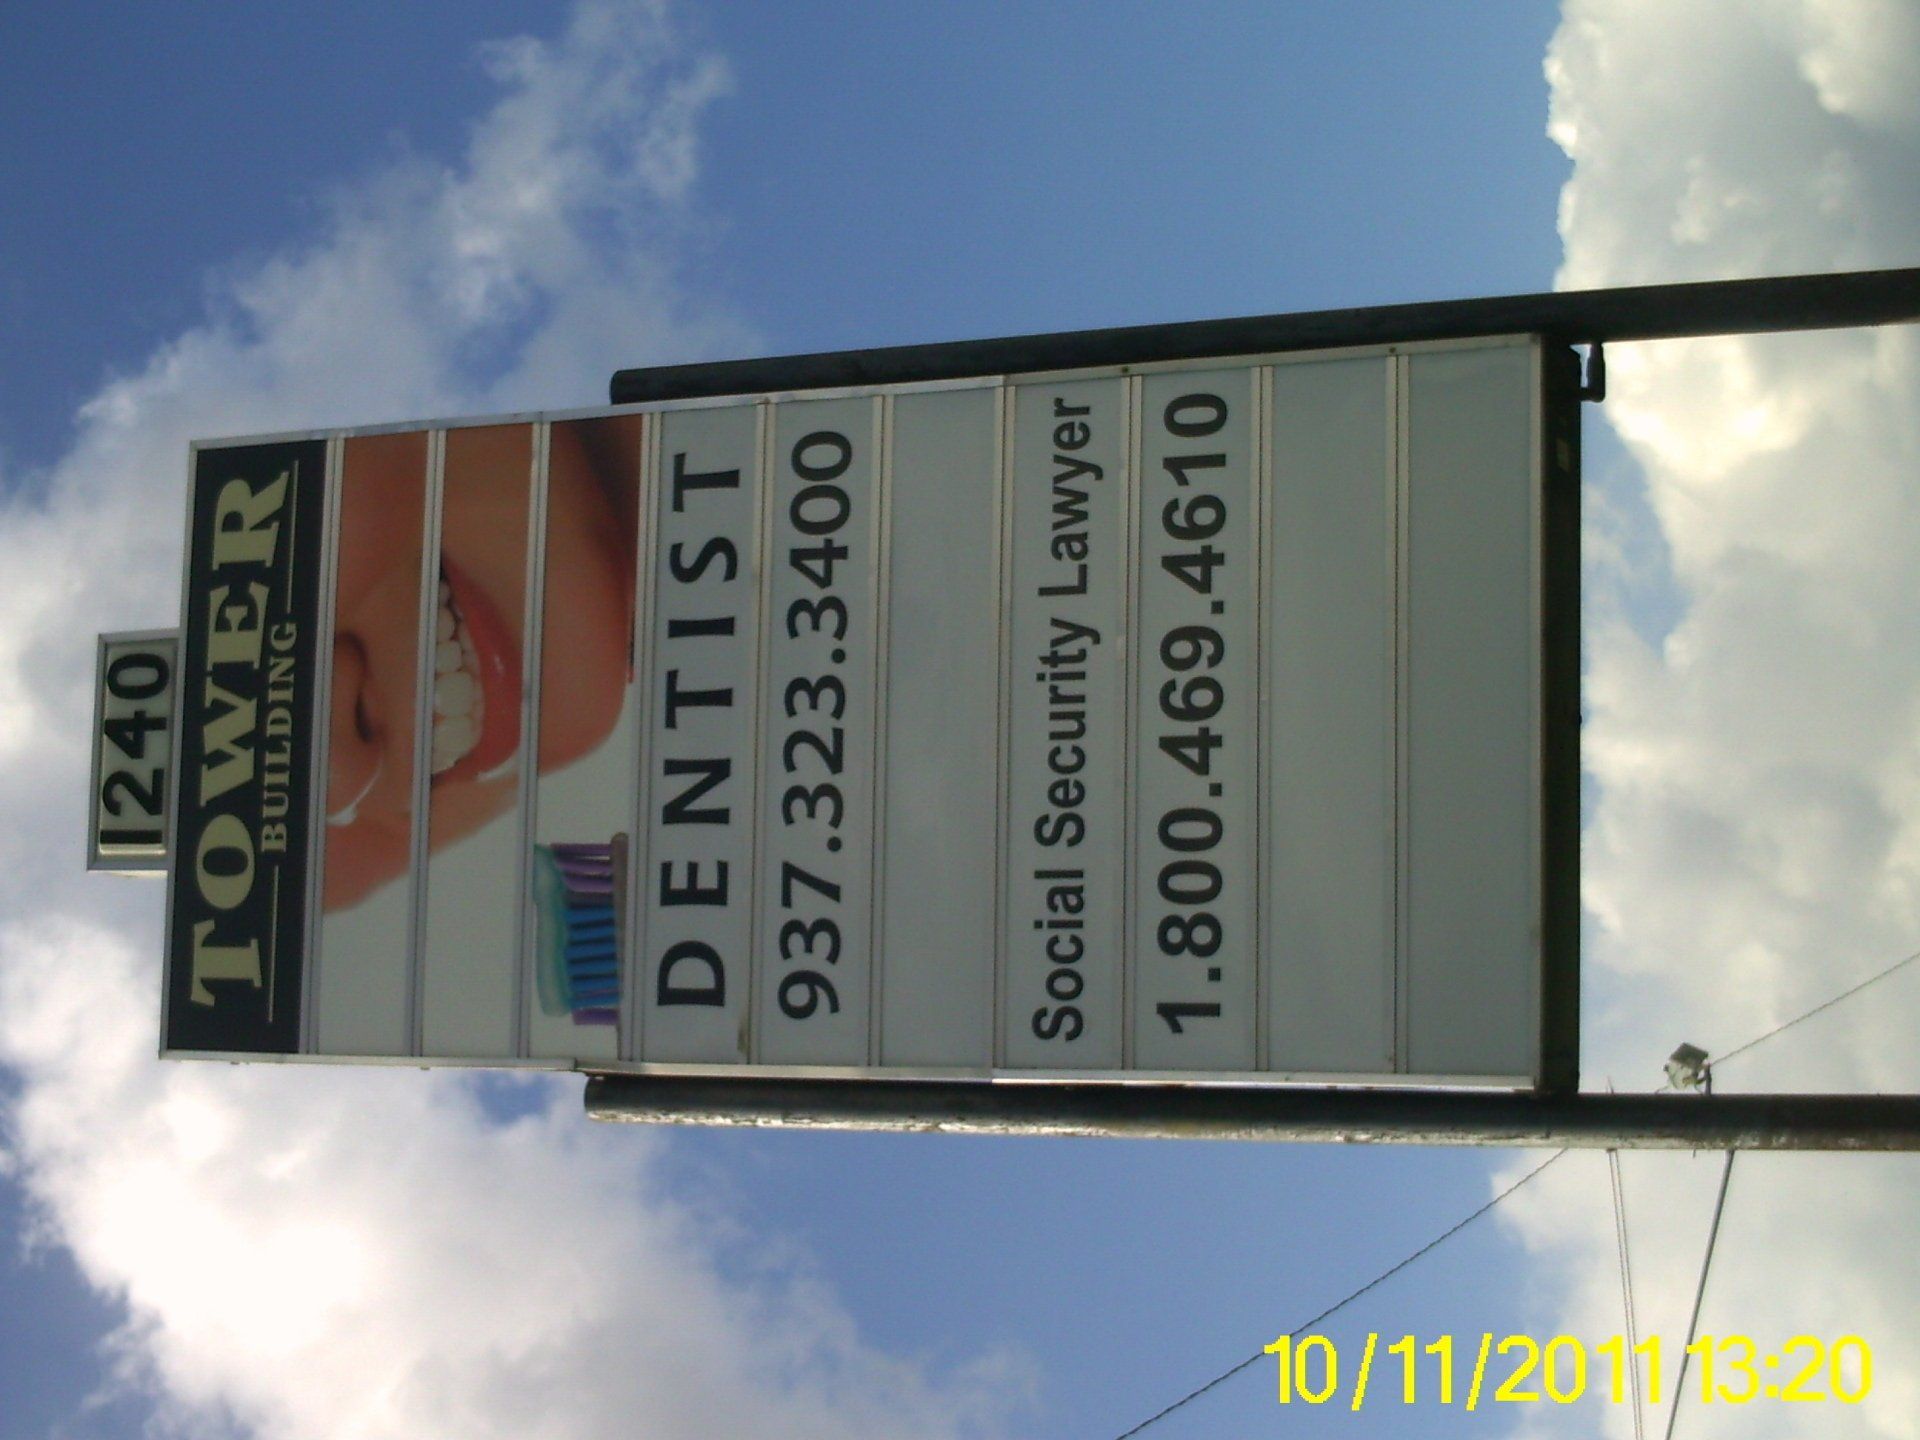 1240
TOWER
BUILDING
DENTIST
937.323.3400
Social Security Lawyer
1.800.469.4610
10/11/2011 13:20